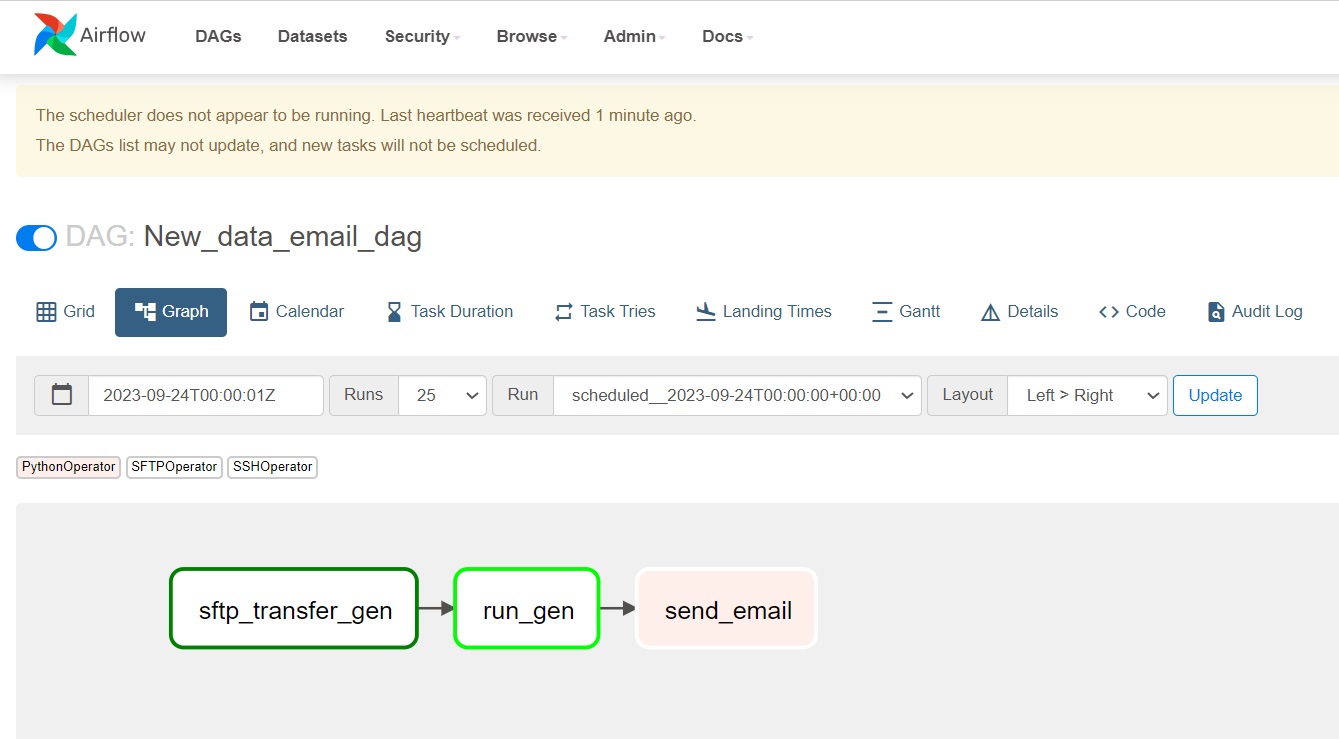 Airflow DAGs Datasets Security Browse Admin Docs
The scheduler does not appear to be running. Last heartbeat was received 1 minute ago.
The DAGs list may not update, and new tasks will not be scheduled.
DAG: New_data_email_dag
Grid Graph Calendar Task Duration Task Tries Landing Times Gantt Details Code Audit Log
2023-09-24T00:00:01Z Runs 25 Run scheduled__2023-09-24T00:00:00+00:00 Layout Left > Right Update
PythonOperator SFTPOperator SSHOperator
sftp_transfer_gen run_gen send_email